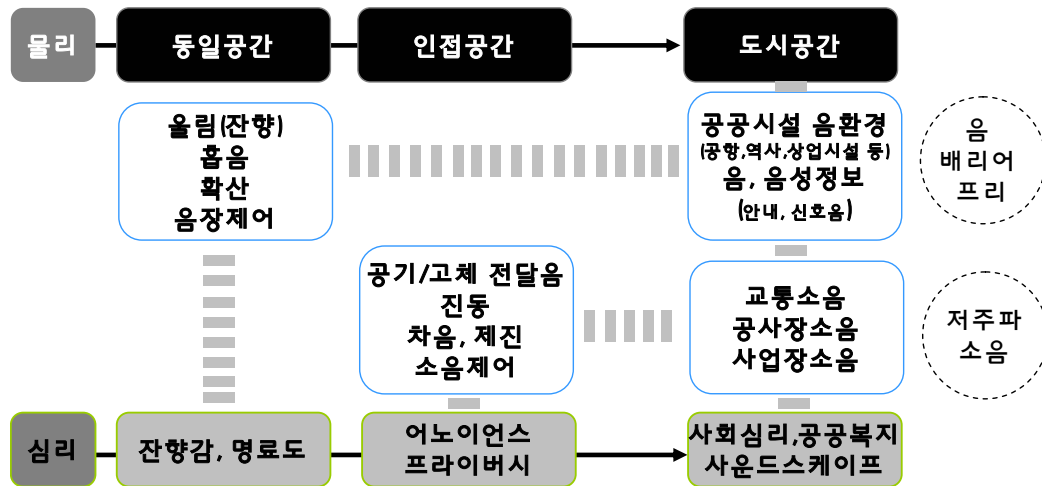 물리
동일공간
인접공간
도시공간
울림(잔향)
흡음
확산
음장제어
공공시설 음환경
(공항,역사,상업시설 등)
음, 음성정보
(안내, 신호음)
음
배리어
프리
공기/고체 전달음
진동
차음, 제진
소음제어
교통소음
공사장소음
사업장소음
저주파
소음
심리
잔향감, 명료도
어노이언스
프라이버시
사회심리,공공복지
사운드스케이프